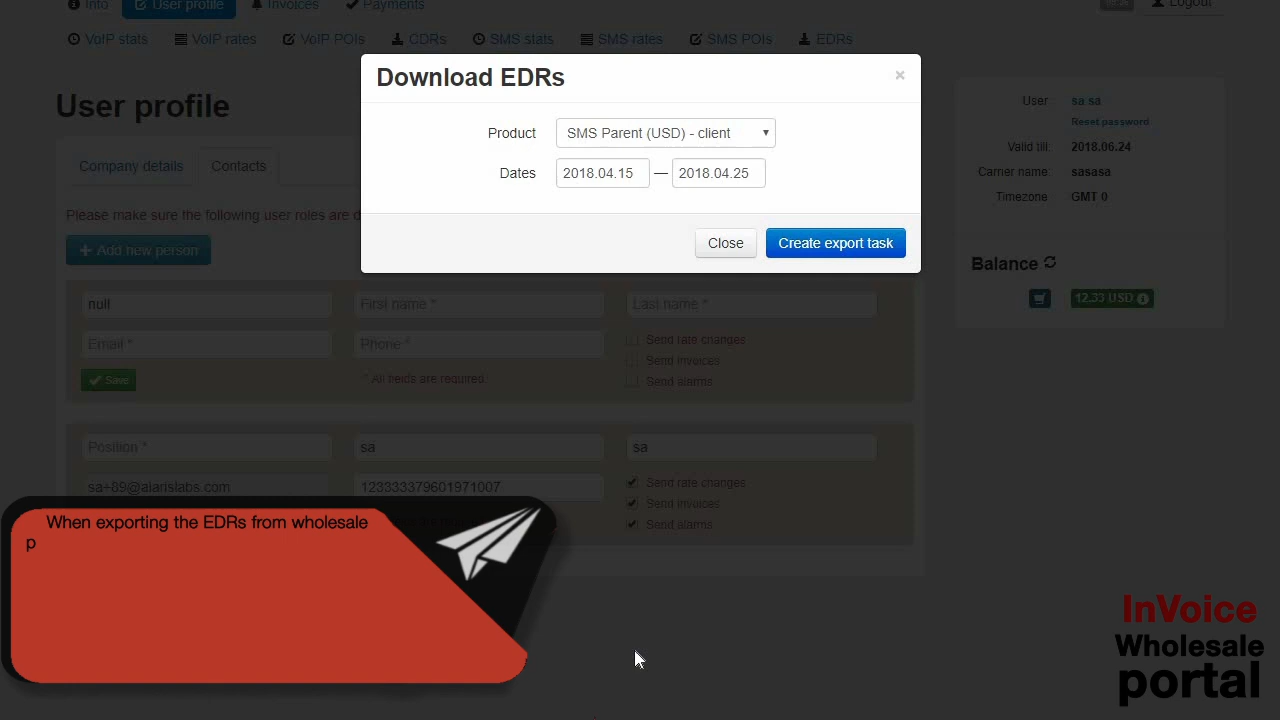 Info User profile Invoices Payments Logout
VoIP stats VoIP rates VoIP POIs CDRs SMS stats SMS rates SMS POIs EDRs
Download EDRs ×
Product SMS Parent (USD) - client
Dates 2018.04.15 — 2018.04.25
Close Create export task
User profile
Company details Contacts
Please make sure the following user roles are d
Add new person
null First name * Last name *
Email * Phone * Send rate changes
Send invoices
Save * All fields are required. Send alarms
Position * sa sa
sa+89@alarislabs.com 123333379601971007 Send rate changes
Send invoices
Send alarms
User: sa sa
Reset password
Valid till: 2018.06.24
Carrier name: sasasa
Timezone: GMT 0
Balance
12.33 USD
When exporting the EDRs from wholesale
p
InVoice
Wholesale
portal